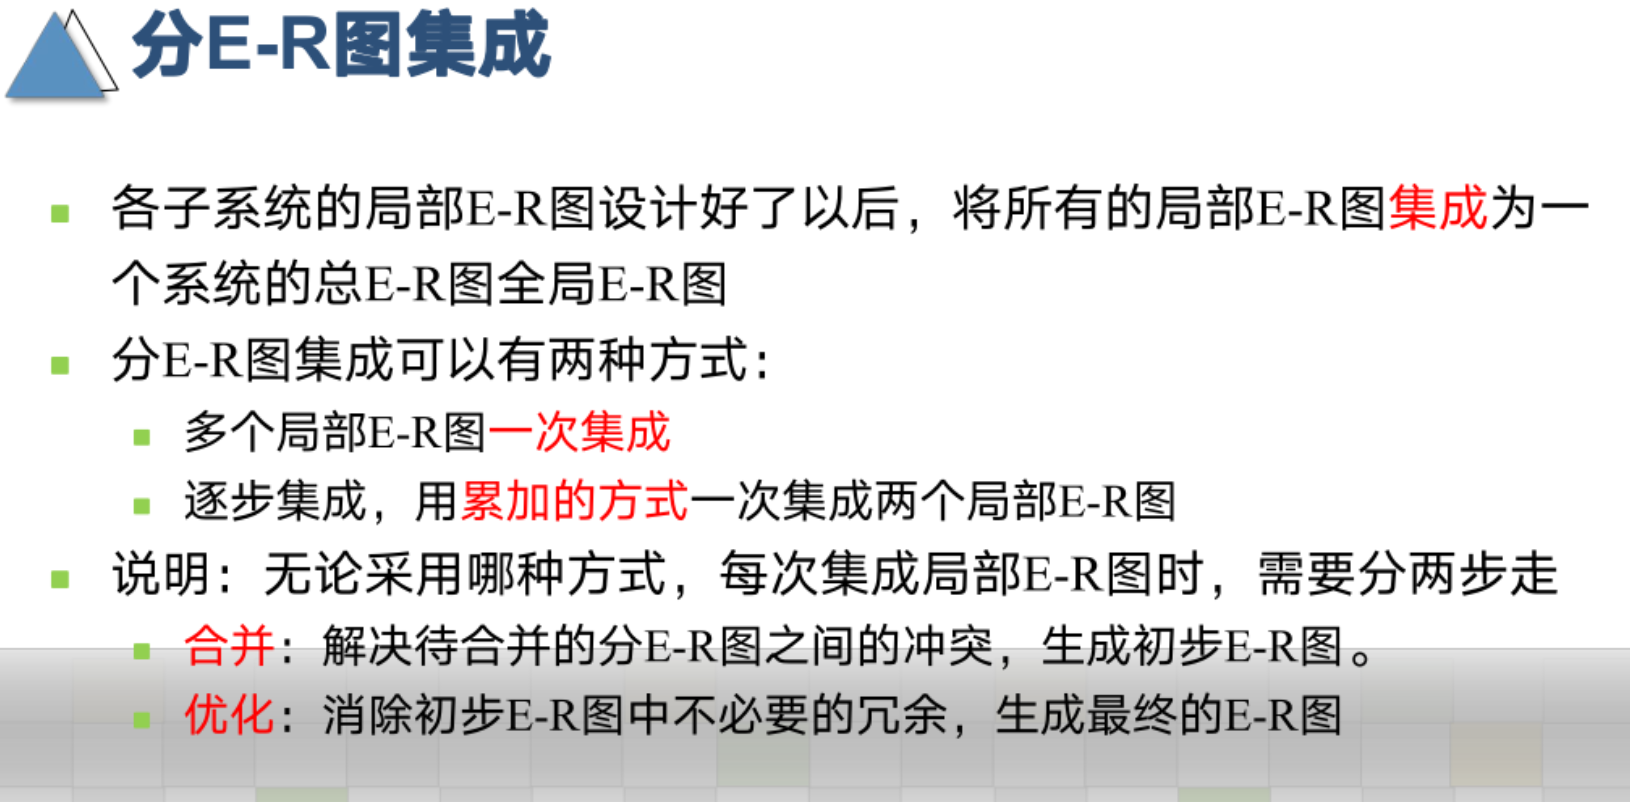 分E-R图集成
各子系统的局部E-R图设计好了以后，将所有的局部E-R图集成为一
个系统的总E-R图全局E-R图
分E-R图集成可以有两种方式：
多个局部E-R图一次集成
逐步集成，用累加的方式一次集成两个局部E-R图
说明：无论采用哪种方式，每次集成局部E-R图时，需要分两步走
合并：解决待合并的分E-R图之间的冲突，生成初步E-R图。
优化：消除初步E-R图中不必要的冗余，生成最终的E-R图